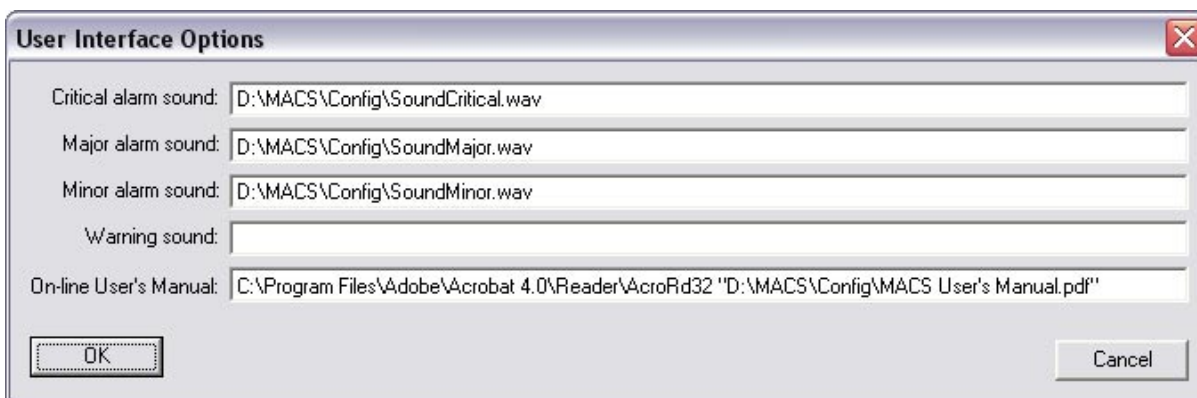 User Interface Options
Critical alarm sound: D:\MACS\Config\SoundCritical.wav
Major alarm sound: D:\MACS\Config\SoundMajor.wav
Minor alarm sound: D:\MACS\Config\SoundMinor.wav
Warning sound:
On-line User's Manual: C:\Program Files\Adobe\Acrobat 4.0\Reader\AcroRd32 "D:\MACS\Config\MACS User's Manual.pdf"
OK Cancel